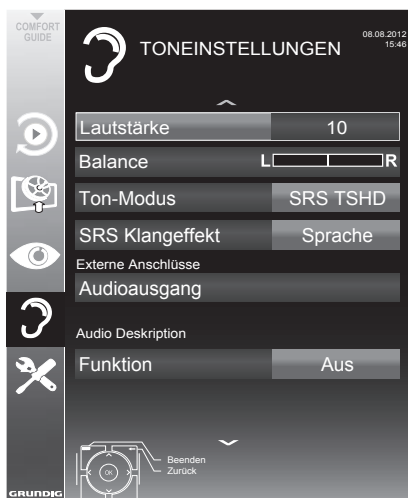 COMFORT
GUIDE
TONEINSTELLUNGEN
08.08.2012
15:46
Lautstärke 10
Balance L R
Ton-Modus SRS TSHD
SRS Klangeffekt Sprache
Externe Anschlüsse
Audioausgang
Audio Deskription
Funktion Aus
OK
Beenden
Zurück
GRUNDIG